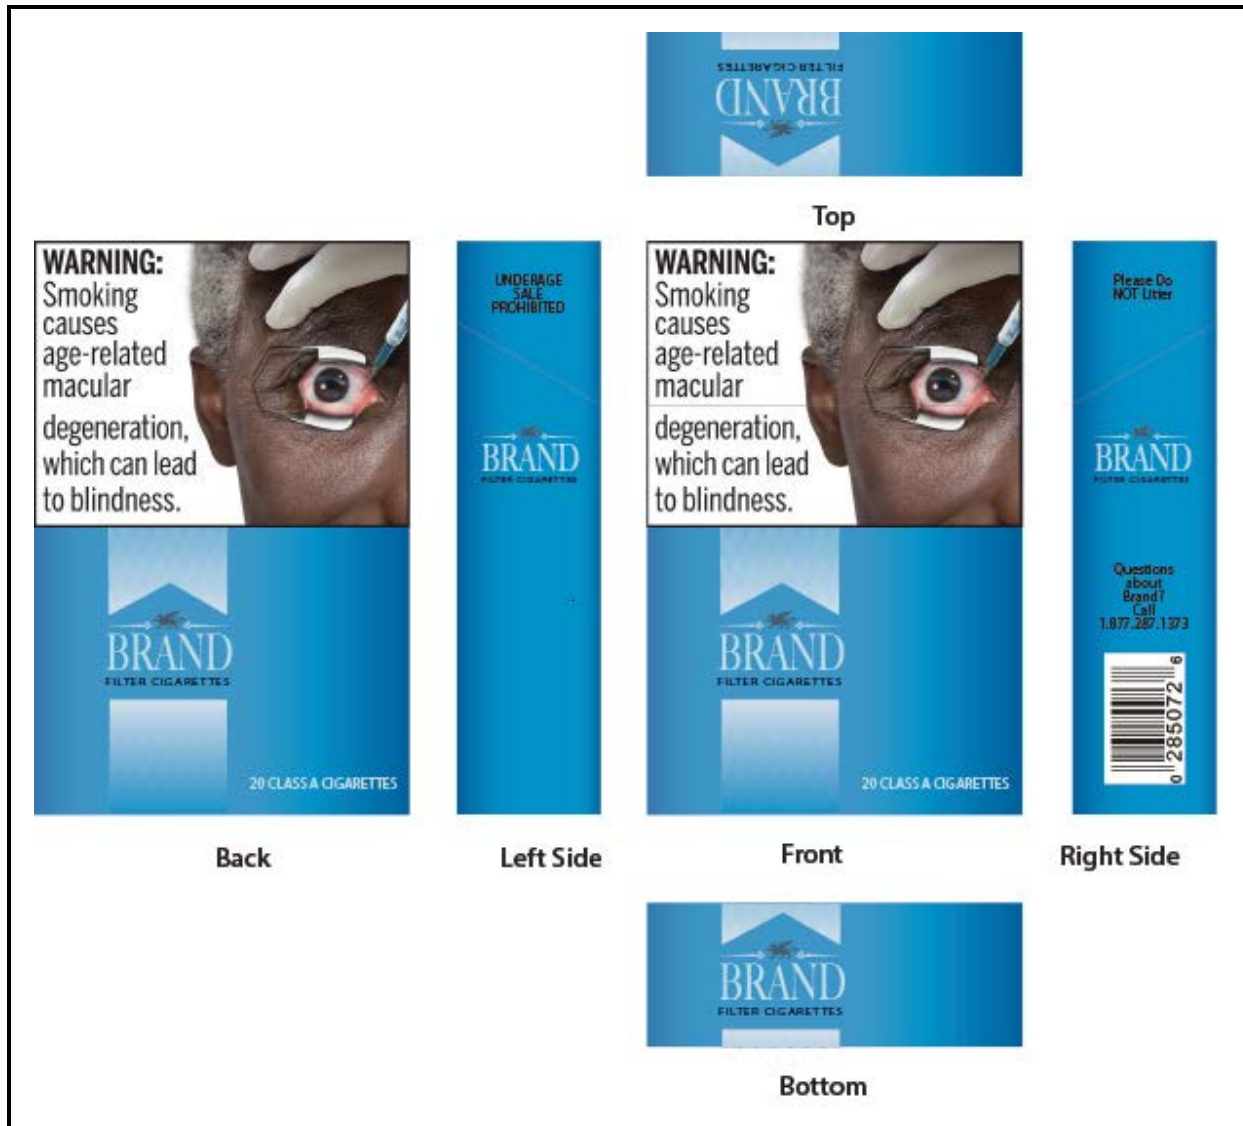 FILTER CIGARETTES
BRAND
Top
WARNING:
Smoking
causes
age-related
macular
degeneration,
which can lead
to blindness.
BRAND
FILTER CIGARETTES
20 CLASS A CIGARETTES
Back
UNDERAGE
SALE
PROHIBITED
BRAND
FILTER CIGARETTES
Left Side
WARNING:
Smoking
causes
age-related
macular
degeneration,
which can lead
to blindness.
BRAND
FILTER CIGARETTES
20 CLASS A CIGARETTES
Front
Please Do
NOT Litter
BRAND
FILTER CIGARETTES
Questions
about
Brand?
Call
1.877.287.1373
0 285072 6
Right Side
BRAND
FILTER CIGARETTES
Bottom